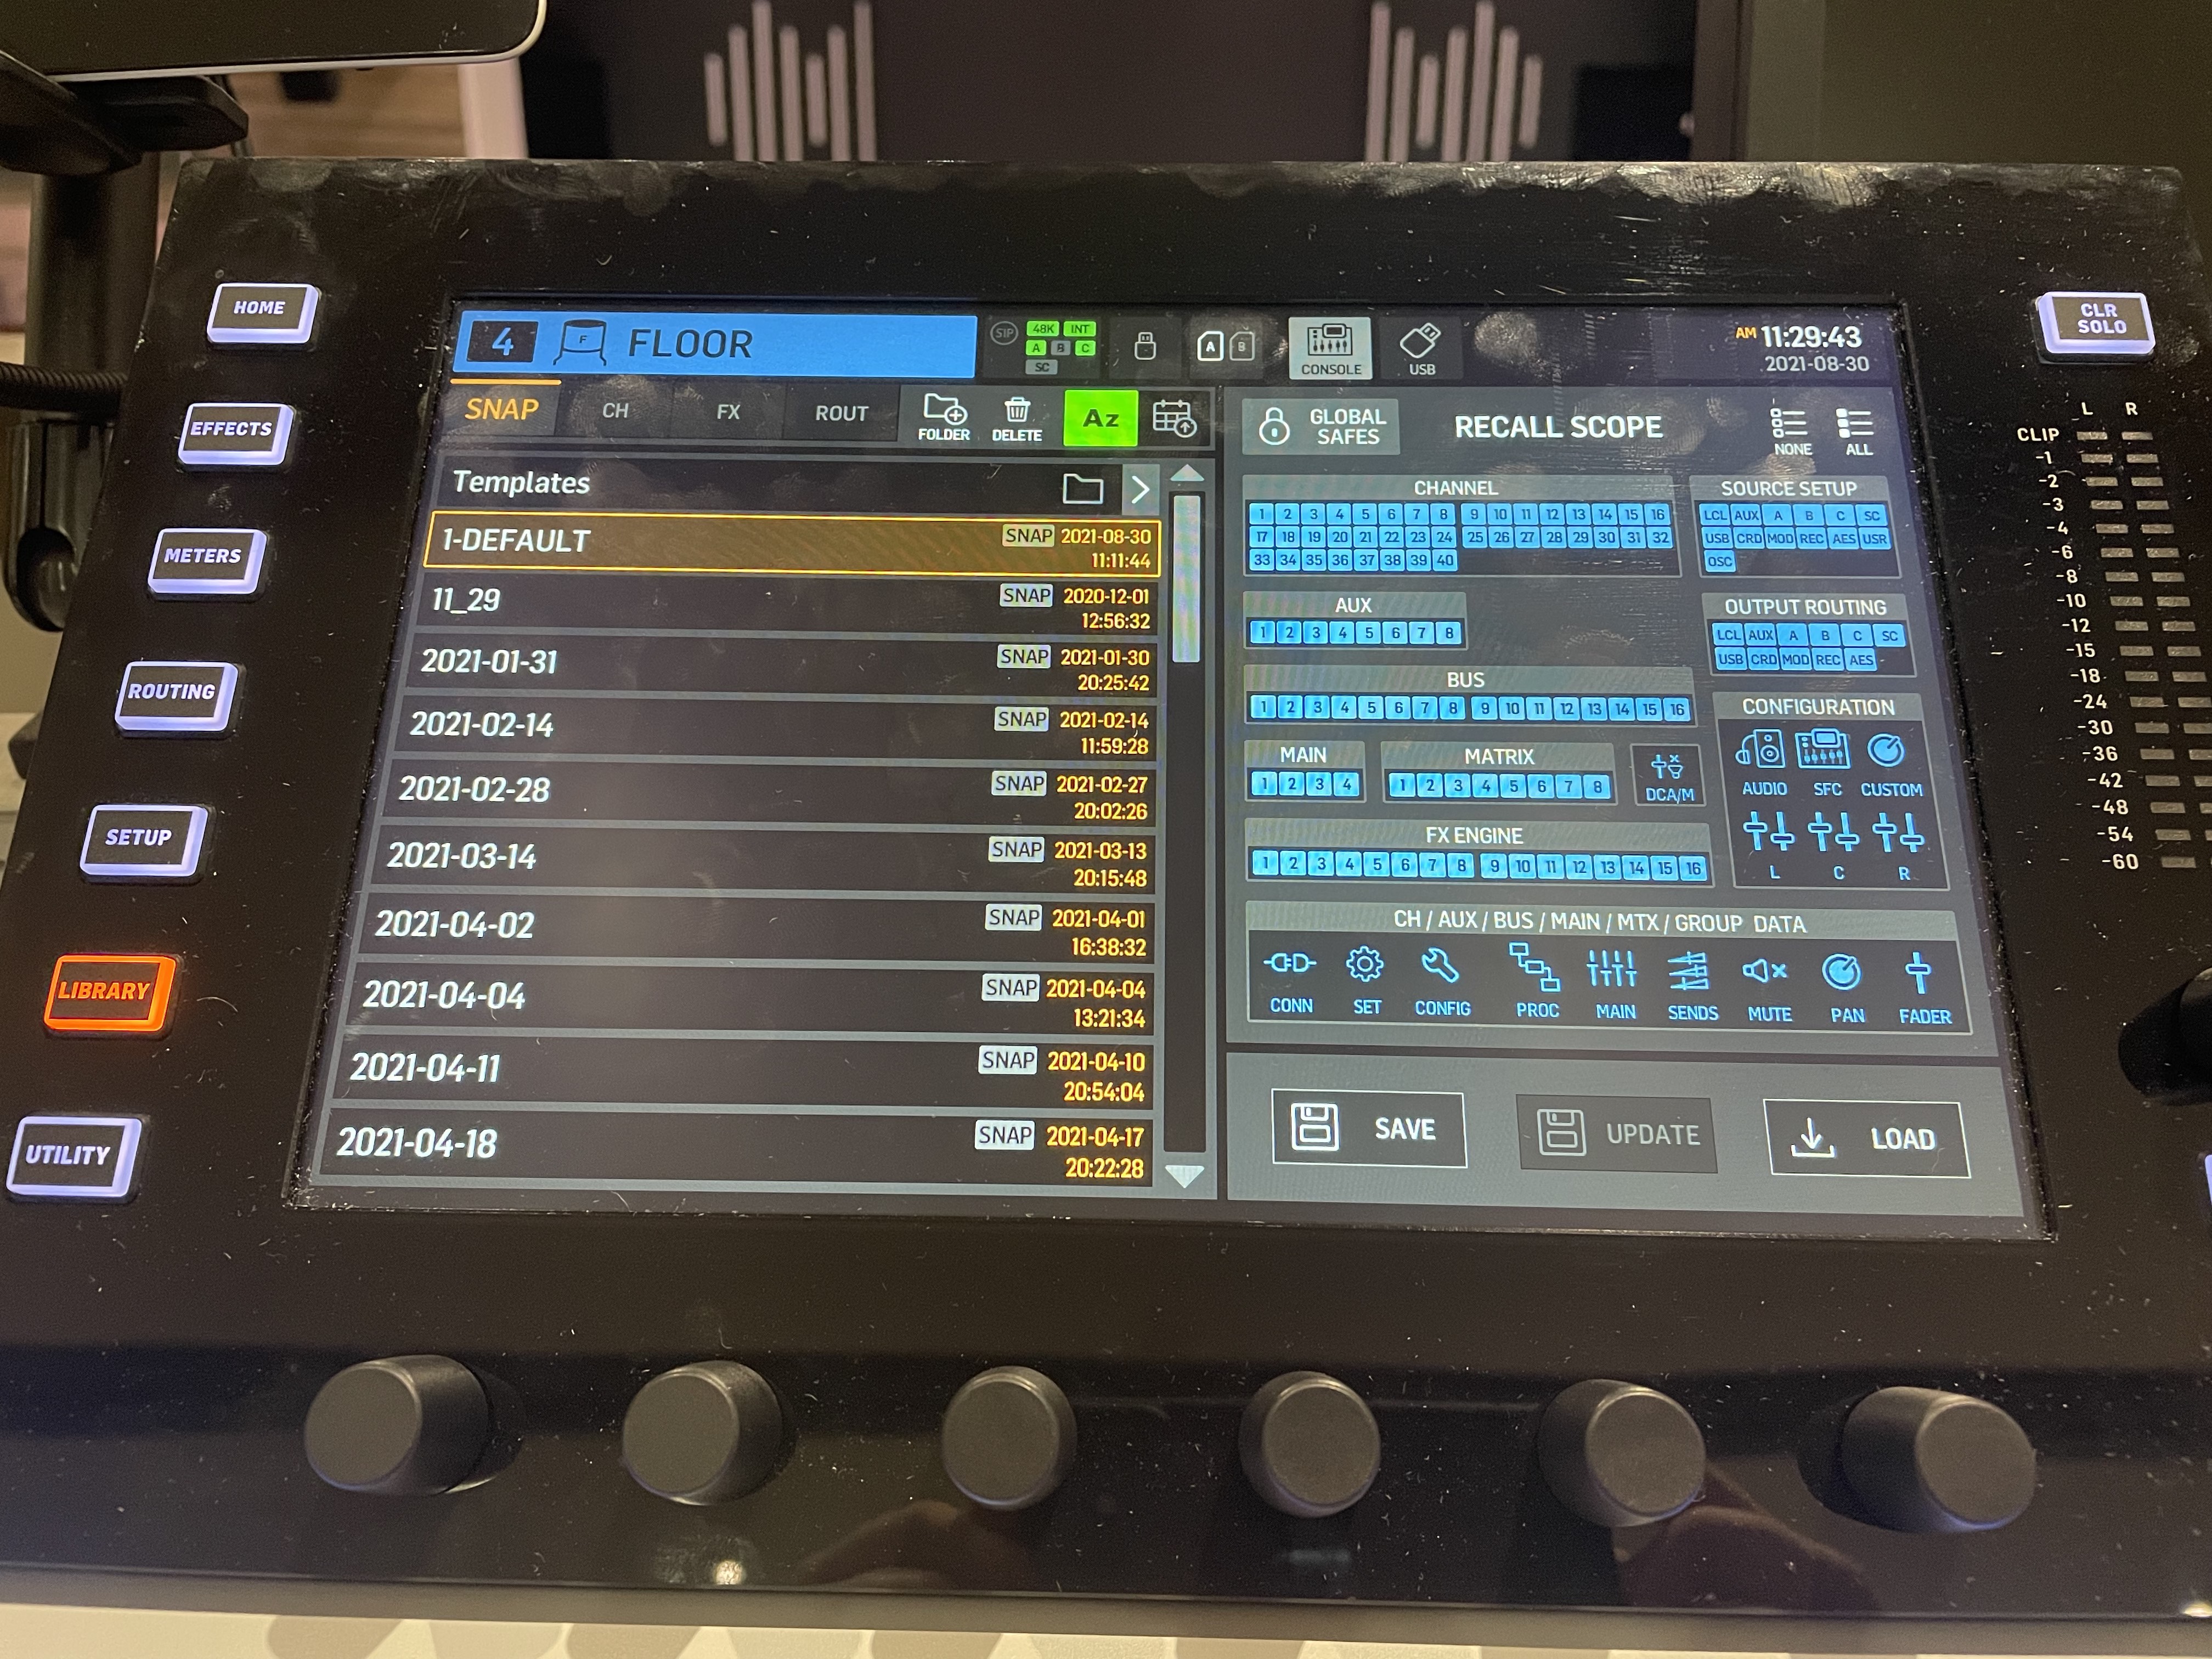 HOME
EFFECTS
METERS
ROUTING
SETUP
LIBRARY
UTILITY
4 F FLOOR
SIP 48K INT
A B C
SC
A B
CONSOLE
USB
AM 11:29:43
2021-08-30
SNAP CH FX ROUT FOLDER DELETE Az
Templates
1-DEFAULT SNAP 2021-08-30
11:11:44
11_29 SNAP 2020-12-01
12:56:32
2021-01-31 SNAP 2021-01-30
20:25:42
2021-02-14 SNAP 2021-02-14
11:59:28
2021-02-28 SNAP 2021-02-27
20:02:26
2021-03-14 SNAP 2021-03-13
20:15:48
2021-04-02 SNAP 2021-04-01
16:38:32
2021-04-04 SNAP 2021-04-04
13:21:34
2021-04-11 SNAP 2021-04-10
20:54:04
2021-04-18 SNAP 2021-04-17
20:22:28
GLOBAL
SAFES
RECALL SCOPE
NONE ALL
CHANNEL
1 2 3 4 5 6 7 8 9 10 11 12 13 14 15 16
17 18 19 20 21 22 23 24 25 26 27 28 29 30 31 32
33 34 35 36 37 38 39 40
SOURCE SETUP
LCL AUX A B C SC
USB CRD MOD REC AES USR
OSC
AUX
1 2 3 4 5 6 7 8
OUTPUT ROUTING
LCL AUX A B C SC
USB CRD MOD REC AES
BUS
1 2 3 4 5 6 7 8 9 10 11 12 13 14 15 16
MAIN
1 2 3 4
MATRIX
1 2 3 4 5 6 7 8
DCA/M
CONFIGURATION
AUDIO SFC CUSTOM
L C R
FX ENGINE
1 2 3 4 5 6 7 8 9 10 11 12 13 14 15 16
CH / AUX / BUS / MAIN / MTX / GROUP DATA
CONN SET CONFIG PROC MAIN SENDS MUTE PAN FADER
SAVE UPDATE LOAD
CLR
SOLO
L R
CLIP
-1
-2
-3
-4
-6
-8
-10
-12
-15
-18
-24
-30
-36
-42
-48
-54
-60